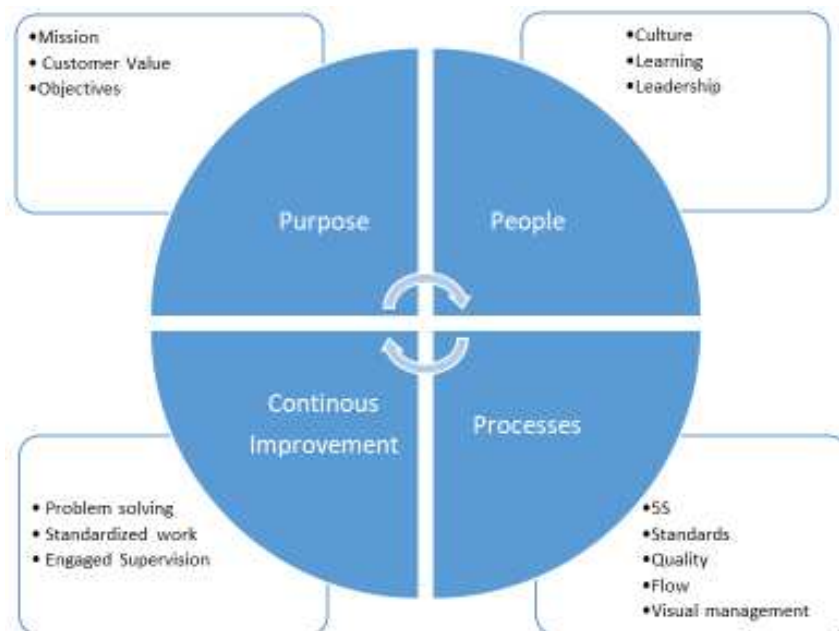 •Mission
• Customer Value
•Objectives
•Culture
•Learning
•Leadership
Purpose
People
Continous
Improvement
Processes
• Problem solving
• Standardized work
• Engaged Supervision
•5S
•Standards
•Quality
•Flow
•Visual management